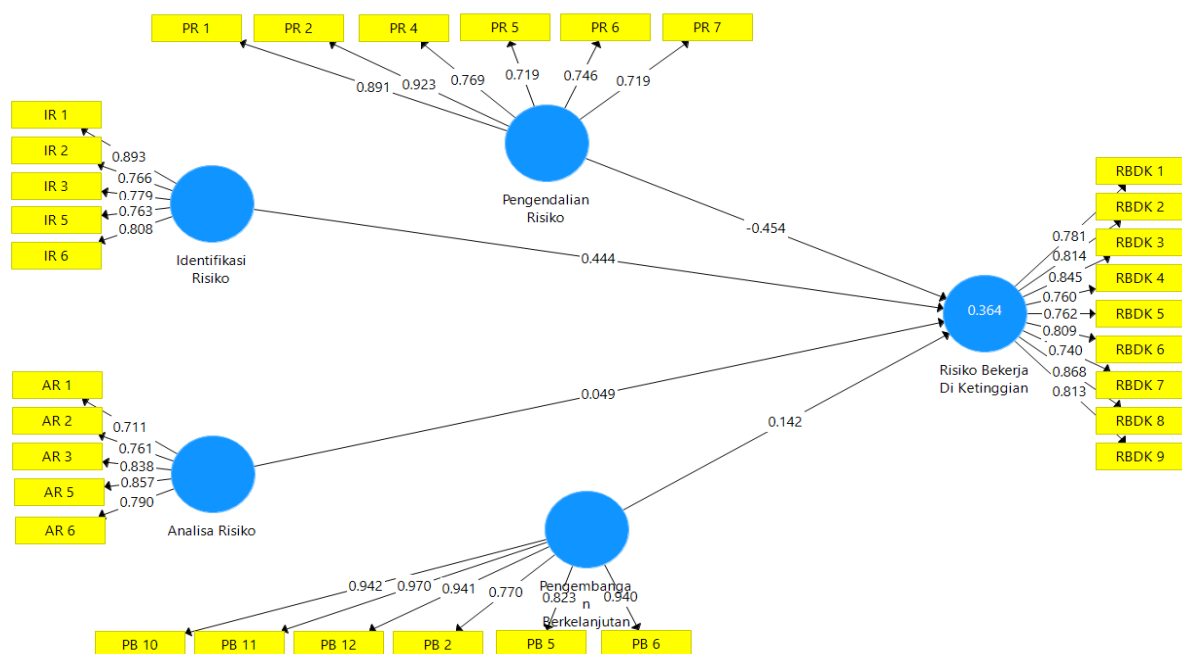 PR 1
PR 2
PR 4
PR 5
PR 6
PR 7
0.891
0.923
0.769
0.719
0.746
0.719
Pengendalian
Risiko
IR 1
IR 2
IR 3
IR 5
IR 6
0.893
0.766
0.779
0.763
0.808
Identifikasi
Risiko
-0.454
0.444
0.049
0.142
AR 1
AR 2
AR 3
AR 5
AR 6
0.711
0.761
0.838
0.857
0.790
Analisa Risiko
0.364
Risiko Bekerja
Di Ketinggian
0.781
0.814
0.845
0.760
0.762
0.809
0.740
0.868
0.813
RBDK 1
RBDK 2
RBDK 3
RBDK 4
RBDK 5
RBDK 6
RBDK 7
RBDK 8
RBDK 9
Pengembanga
n
Berkelanjutan
0.942
0.970
0.941
0.770
0.823
0.940
PB 10
PB 11
PB 12
PB 2
PB 5
PB 6